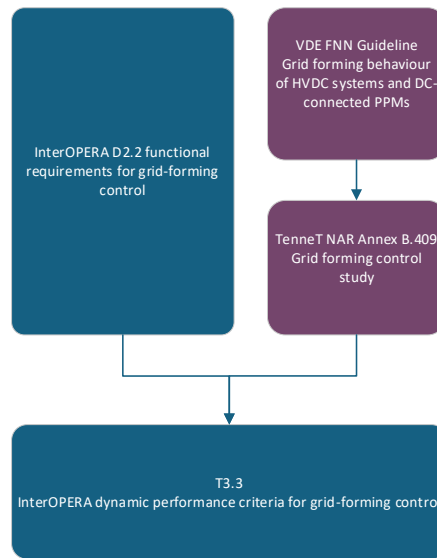 InterOPERA D2.2 functional
requirements for grid-forming
control
VDE FNN Guideline
Grid forming behaviour
of HVDC systems and DC-
connected PPMs
TenneT NAR Annex B.409
Grid forming control
study
T3.3
InterOPERA dynamic performance criteria for grid-forming control